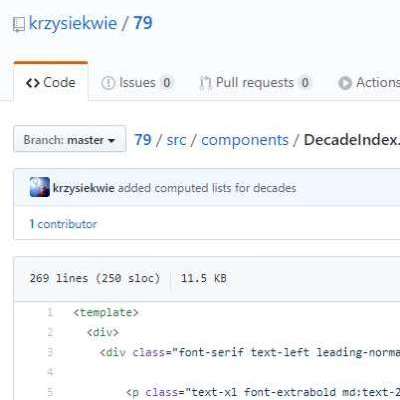 krzysiekwie / 79
<> Code Issues 0 Pull requests 0 Actions
Branch: master 79 / src / components / DecadeIndex.
krzysiekwie added computed lists for decades
1 contributor
269 lines (250 sloc) 11.5 KB
1 <template>
2 <div>
3 <div class="font-serif text-left leading-norma
4
5 <p class="text-xl font-extrabold md:text-2